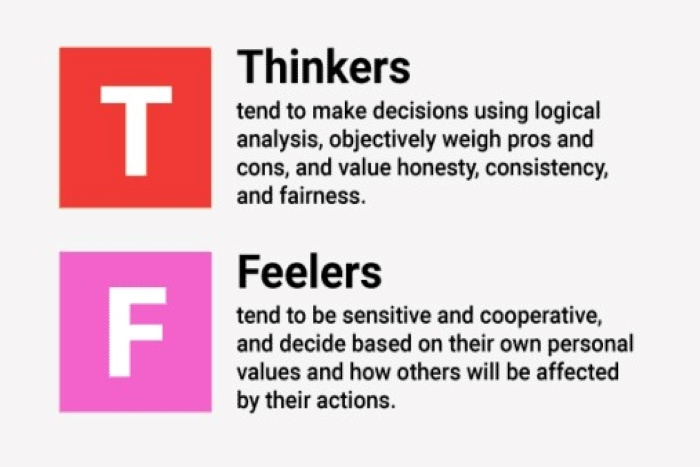 T
Thinkers
tend to make decisions using logical
analysis, objectively weigh pros and
cons, and value honesty, consistency,
and fairness.
F
Feelers
tend to be sensitive and cooperative,
and decide based on their own personal
values and how others will be affected
by their actions.